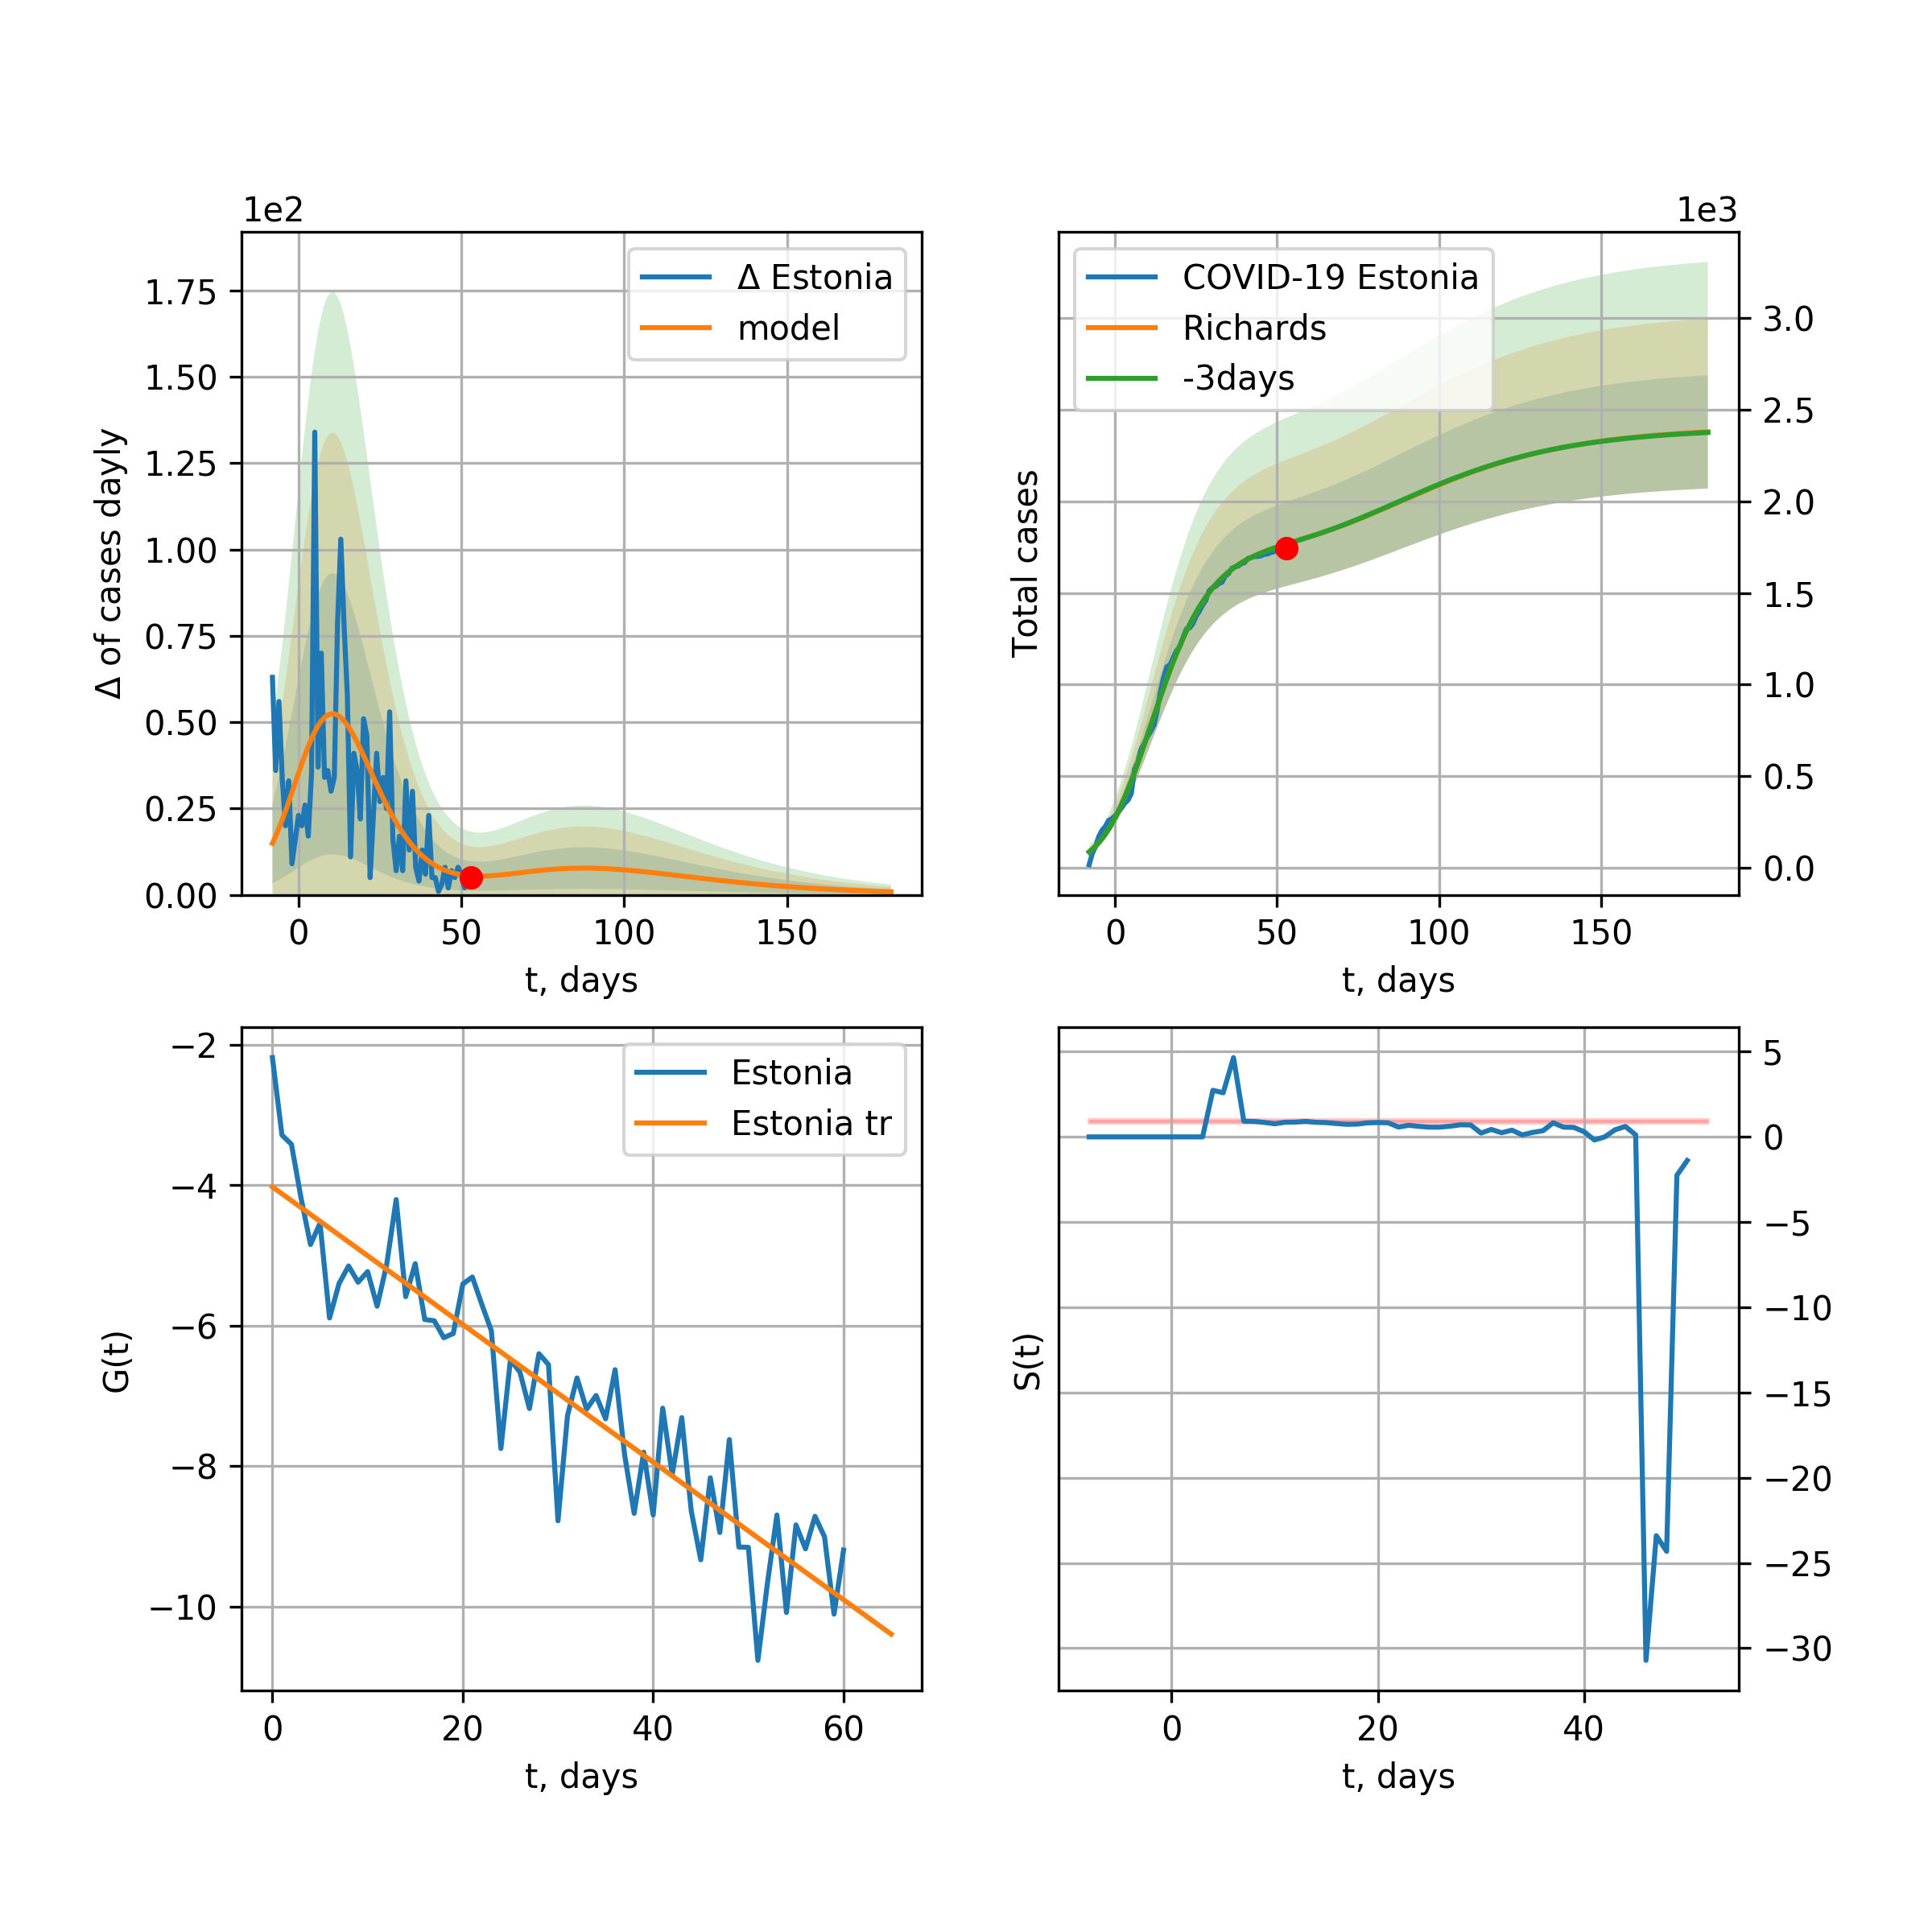 1e2
1.75
1.50
1.25
1.00
0.75
0.50
0.25
0.00
Δ of cases dayly
0 50 100 150
t, days
Δ Estonia
model
1e3
COVID-19 Estonia
Richards
-3days
Total cases
3.0
2.5
2.0
1.5
1.0
0.5
0.0
0 50 100 150
t, days
−2
−4
−6
−8
−10
G(t)
Estonia
Estonia tr
0 20 40 60
t, days
S(t)
5
0
−5
−10
−15
−20
−25
−30
0 20 40
t, days